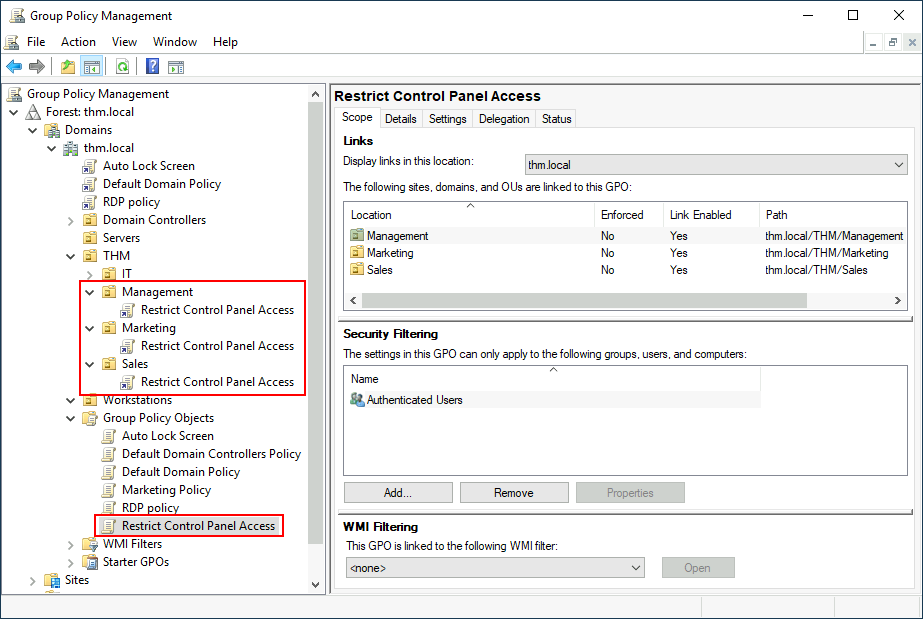 Group Policy Management
File Action View Window Help
Group Policy Management
Forest: thm.local
Domains
thm.local
Auto Lock Screen
Default Domain Policy
RDP policy
Domain Controllers
Servers
THM
IT
Management
Restrict Control Panel Access
Marketing
Restrict Control Panel Access
Sales
Restrict Control Panel Access
Workstations
Group Policy Objects
Auto Lock Screen
Default Domain Controllers Policy
Default Domain Policy
Marketing Policy
RDP policy
Restrict Control Panel Access
WMI Filters
Starter GPOs
Sites
Restrict Control Panel Access
Scope Details Settings Delegation Status
Links
Display links in this location: thm.local
The following sites, domains, and OUs are linked to this GPO:
Location Enforced Link Enabled Path
Management No Yes thm.local/THM/Management
Marketing No Yes thm.local/THM/Marketing
Sales No Yes thm.local/THM/Sales
Security Filtering
The settings in this GPO can only apply to the following groups, users, and computers:
Name
Authenticated Users
Add... Remove Properties
WMI Filtering
This GPO is linked to the following WMI filter:
<none> Open